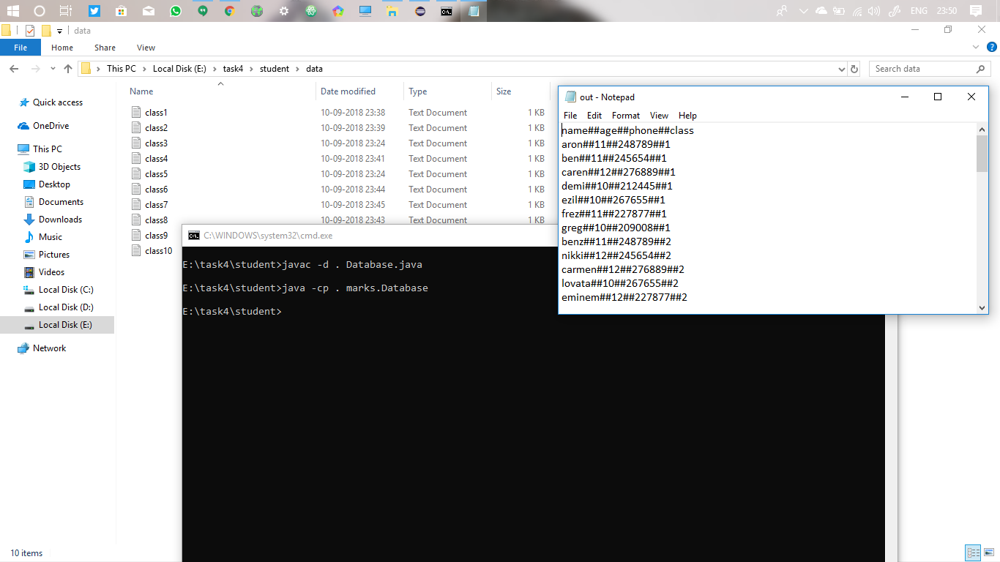 ENG 23:50
data
File Home Share View
This PC Local Disk (E:) task4 student data
Search data
Quick access
OneDrive
This PC
3D Objects
Desktop
Documents
Downloads
Music
Pictures
Videos
Local Disk (C:)
Local Disk (D:)
Local Disk (E:)
Network
Name Date modified Type Size
class1 10-09-2018 23:38 Text Document 1 KB
class2 10-09-2018 23:39 Text Document 1 KB
class3 10-09-2018 23:24 Text Document 1 KB
class4 10-09-2018 23:41 Text Document 1 KB
class5 10-09-2018 23:24 Text Document 1 KB
class6 10-09-2018 23:44 Text Document 1 KB
class7 10-09-2018 23:45 Text Document 1 KB
class8 10-09-2018 23:43 Text Document 1 KB
class9
class10
out - Notepad
File Edit Format View Help
name##age##phone##class
aron##11##248789##1
ben##11##245654##1
caren##12##276889##1
demi##10##212445##1
ezil##10##267655##1
frez##11##227877##1
greg##10##209008##1
benz##11##248789##2
nikki##12##245654##2
carmen##12##276889##2
lovata##10##267655##2
eminem##12##227877##2
C:\WINDOWS\system32\cmd.exe
E:\task4\student>javac -d . Database.java
E:\task4\student>java -cp . marks.Database
E:\task4\student>
10 items